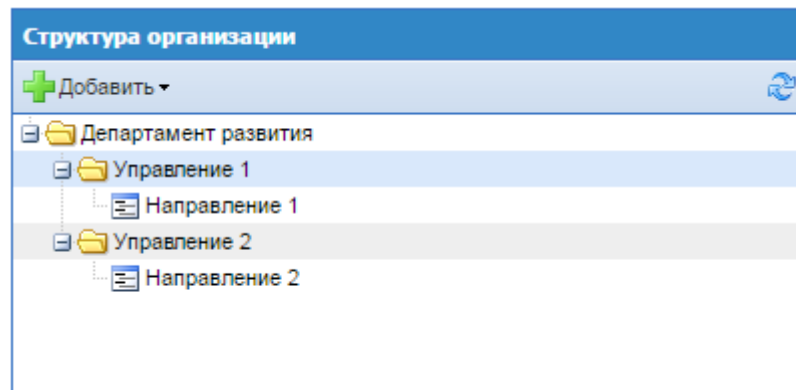 Структура организации
Добавить
Департамент развития
Управление 1
Направление 1
Управление 2
Направление 2